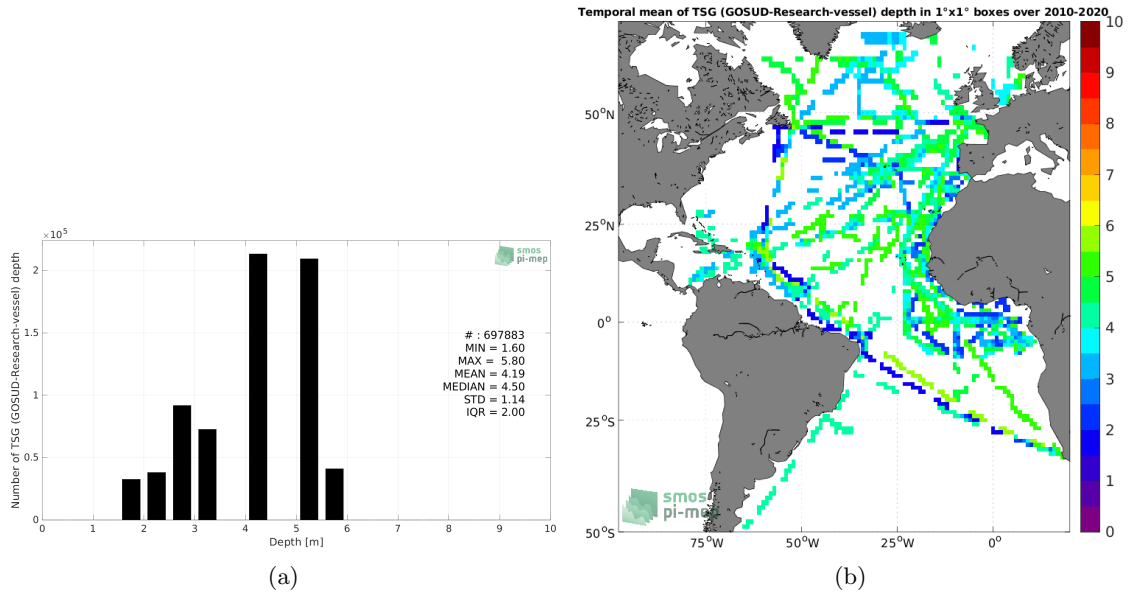 Temporal mean of TSG (GOSUD-Research-vessel) depth in 1°x1° boxes over 2010-2020
×10⁵
smos
pi-mep
Number of TSG (GOSUD-Research-vessel) depth
2
1.5
1
0.5
0
# : 697883
MIN = 1.60
MAX = 5.80
MEAN = 4.19
MEDIAN = 4.50
STD = 1.14
IQR = 2.00
0 1 2 3 4 5 6 7 8 9 10
Depth [m]
(a)
50°N
25°N
0°
25°S
50°S
75°W 50°W 25°W 0°
smos
pi-mep
10
9
8
7
6
5
4
3
2
1
0
(b)